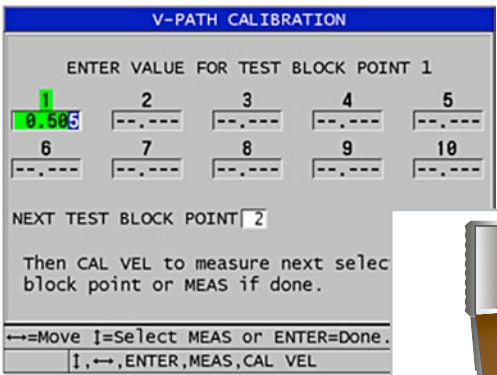 V-PATH CALIBRATION
ENTER VALUE FOR TEST BLOCK POINT 1
1 2 3 4 5
0.505 --.--- --.--- --.--- --.---
6 7 8 9 10
--.--- --.--- --.--- --.--- --.---
NEXT TEST BLOCK POINT 2
Then CAL VEL to measure next selec
block point or MEAS if done.
↔=Move ↕=Select MEAS or ENTER=Done.
↕,↔,ENTER,MEAS,CAL VEL